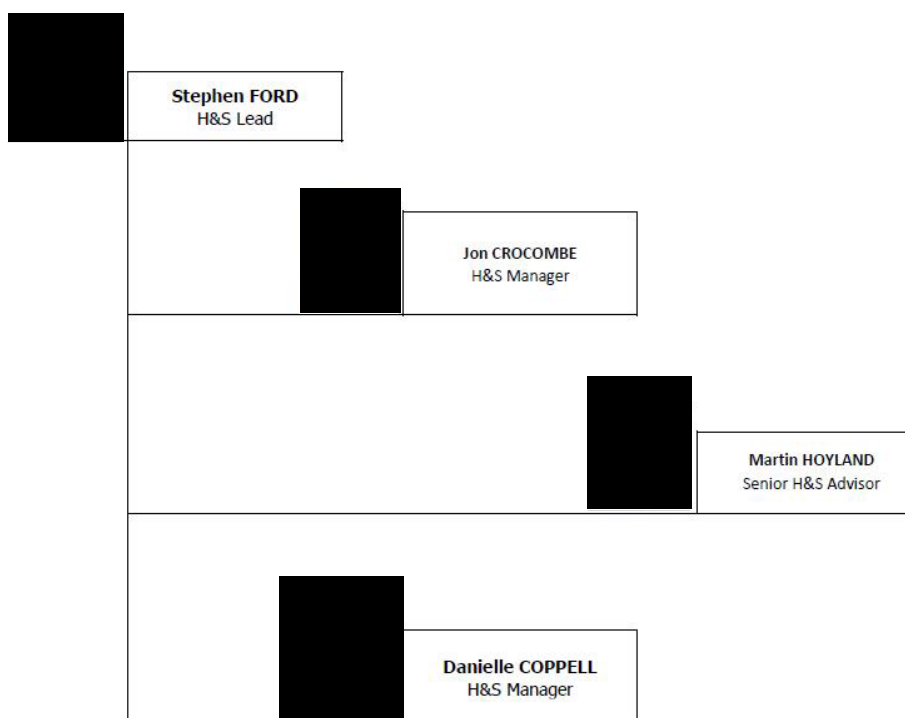 Stephen FORD
H&S Lead
Jon CROCOMBE
H&S Manager
Martin HOYLAND
Senior H&S Advisor
Danielle COPPELL
H&S Manager